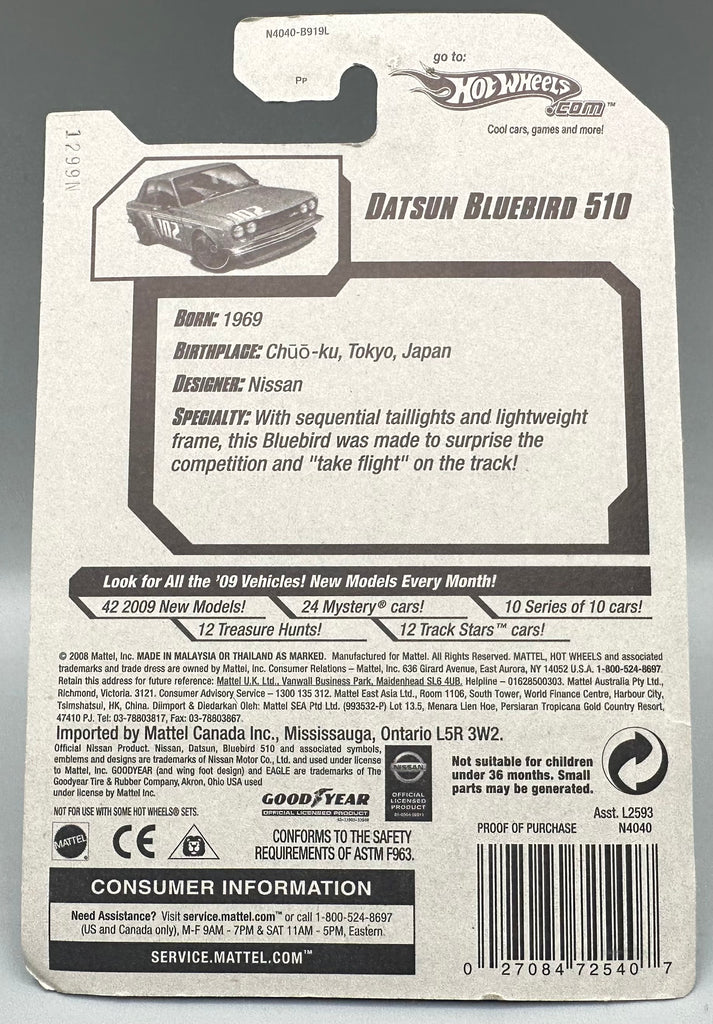 N4040-B919L
PP
go to:
HOT WHEELS
.COM™
Cool cars, games and more!
1299N
102
DATSUN BLUEBIRD 510
BORN: 1969
BIRTHPLACE: Chūō-ku, Tokyo, Japan
DESIGNER: Nissan
SPECIALTY: With sequential taillights and lightweight
frame, this Bluebird was made to surprise the
competition and "take flight" on the track!
Look for All the '09 Vehicles! New Models Every Month!
42 2009 New Models! 24 Mystery® cars! 10 Series of 10 cars!
12 Treasure Hunts! 12 Track Stars™ cars!
© 2008 Mattel, Inc. MADE IN MALAYSIA OR THAILAND AS MARKED. Manufactured for Mattel. All Rights Reserved. MATTEL, HOT WHEELS and associated
trademarks and trade dress are owned by Mattel, Inc. Consumer Relations – Mattel, Inc. 636 Girard Avenue, East Aurora, NY 14052 U.S.A. 1-800-524-8697.
Retain this address for future reference: Mattel U.K. Ltd., Vanwall Business Park, Maidenhead SL6 4UB. Helpline – 01628500303. Mattel Australia Pty Ltd.,
Richmond, Victoria. 3121. Consumer Advisory Service – 1300 135 312. Mattel East Asia Ltd., Room 1106, South Tower, World Finance Centre, Harbour City,
Tsimshatsui, HK, China. Diimport & Diedarkan Oleh: Mattel SEA Ptd Ltd. (993532-P) Lot 13.5, Menara Lien Hoe, Persiaran Tropicana Gold Country Resort,
47410 PJ. Tel: 03-78803817, Fax: 03-78803867.
Imported by Mattel Canada Inc., Mississauga, Ontario L5R 3W2.
Official Nissan Product. Nissan, Datsun, Bluebird 510 and associated symbols,
emblems and designs are trademarks of Nissan Motor Co., Ltd. and used under license
to Mattel, Inc. GOODYEAR (and wing foot design) and EAGLE are trademarks of The
Goodyear Tire & Rubber Company, Akron, Ohio USA used
under license by Mattel Inc.
GOODYEAR
OFFICIAL LICENSED PRODUCT
NISSAN
OFFICIAL
LICENSED
PRODUCT
Not suitable for children
under 36 months. Small
parts may be generated.
NOT FOR USE WITH SOME HOT WHEELS® SETS.
MATTEL
CE
CONFORMS TO THE SAFETY
REQUIREMENTS OF ASTM F963.
Asst. L2593
PROOF OF PURCHASE N4040
CONSUMER INFORMATION
Need Assistance? Visit service.mattel.com™ or call 1-800-524-8697
(US and Canada only), M-F 9AM - 7PM & SAT 11AM - 5PM, Eastern.
SERVICE.MATTEL.COM™
0 27084 72540 7